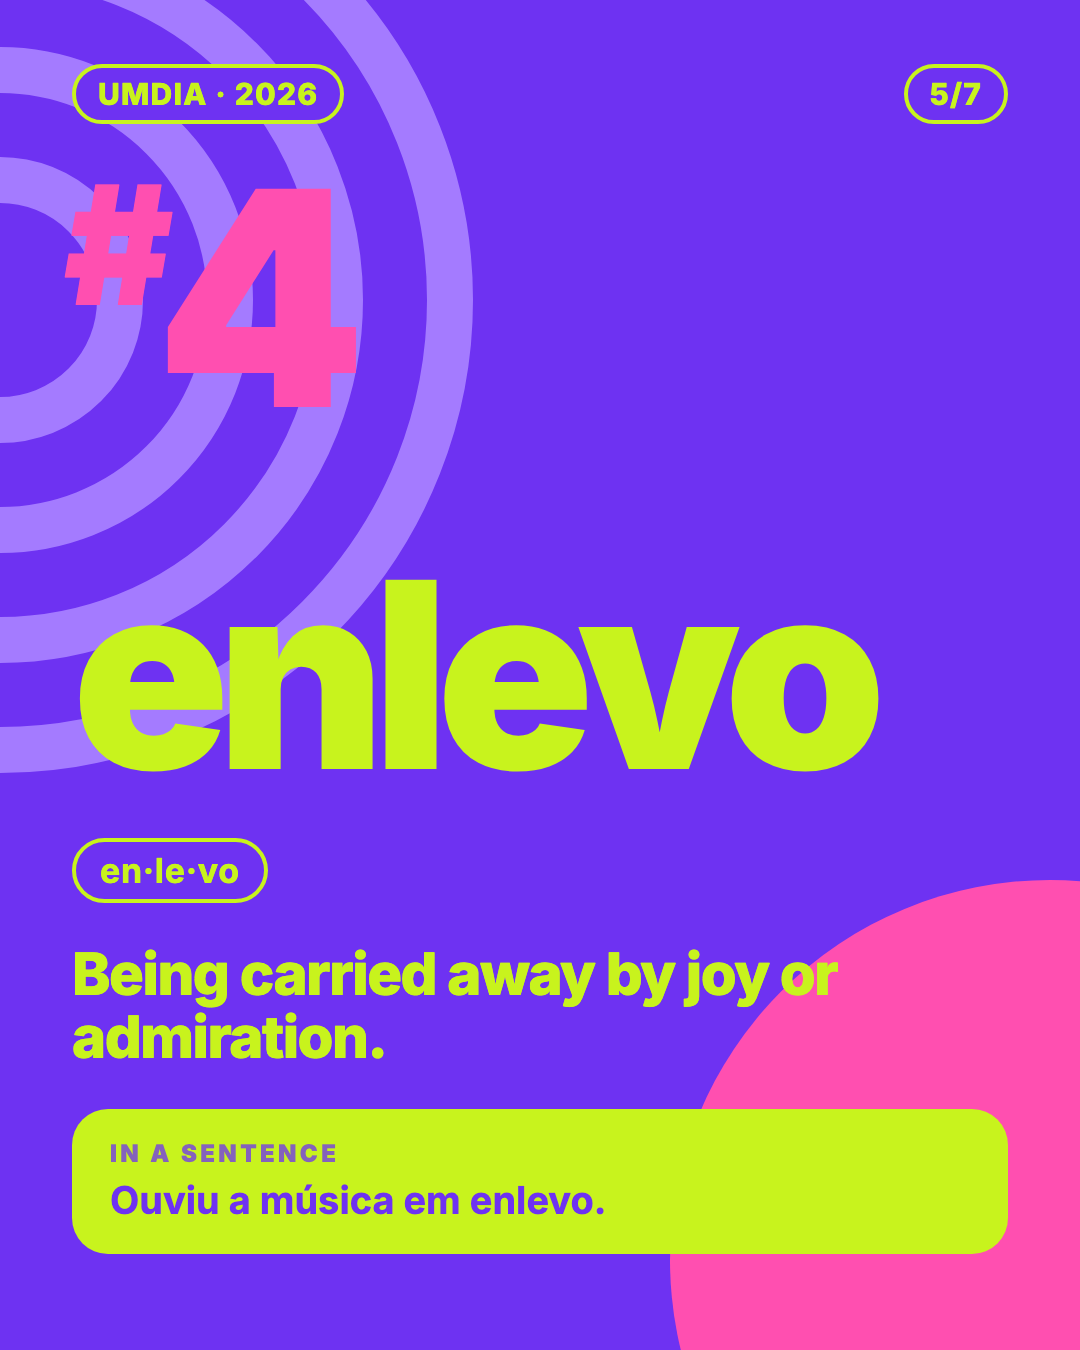 UMDIA · 2026
5/7
#4
enlevo
en·le·vo
Being carried away by joy or
admiration.
IN A SENTENCE
Ouviu a música em enlevo.